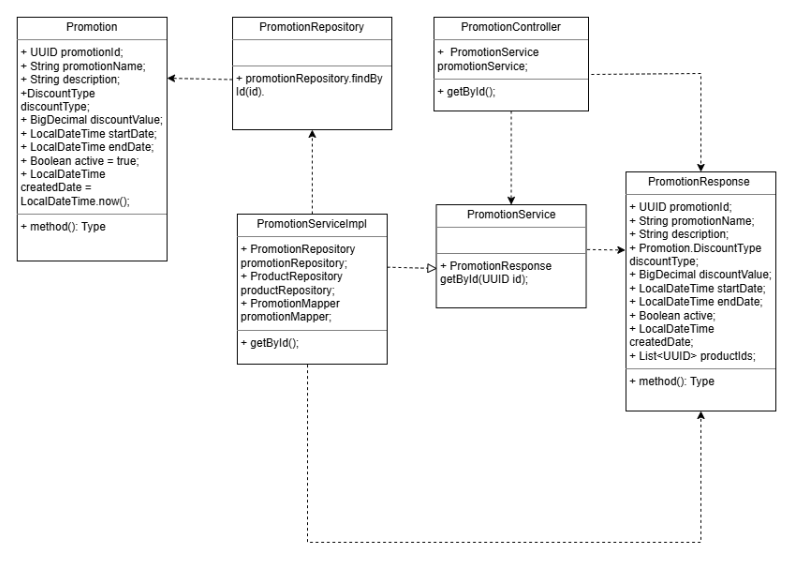 Promotion
+ UUID promotionId;
+ String promotionName;
+ String description;
+DiscountType
discountType;
+ BigDecimal discountValue;
+ LocalDateTime startDate;
+ LocalDateTime endDate;
+ Boolean active = true;
+ LocalDateTime
createdDate =
LocalDateTime.now();
+ method(): Type
PromotionRepository
+ promotionRepository.findBy
Id(id).
PromotionController
+  PromotionService
promotionService;
+ getById();
PromotionServiceImpl
+ PromotionRepository
promotionRepository;
+ ProductRepository
productRepository;
+ PromotionMapper
promotionMapper;
+ getById();
PromotionService
+ PromotionResponse
getById(UUID id);
PromotionResponse
+ UUID promotionId;
+ String promotionName;
+ String description;
+ Promotion.DiscountType
discountType;
+ BigDecimal discountValue;
+ LocalDateTime startDate;
+ LocalDateTime endDate;
+ Boolean active;
+ LocalDateTime
createdDate;
+ List<UUID> productIds;
+ method(): Type